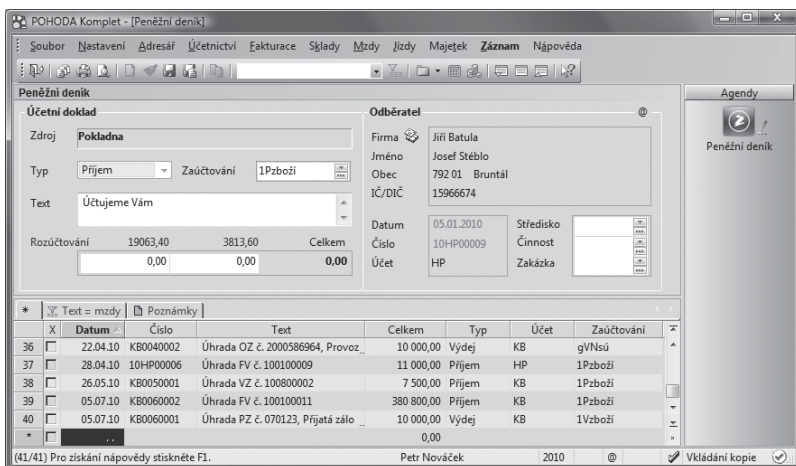 POHODA Komplet - [Peněžní deník]
Soubor Nastavení Adresář Účetnictví Fakturace Sklady Mzdy Jízdy Majetek Záznam Nápověda
Peněžní deník
Agendy
Účetní doklad
Odběratel @
Zdroj Pokladna
Firma Jiří Batula
Peněžní deník
Jméno Josef Stéblo
Typ Příjem Zaúčtování 1Pzboží
Obec 792 01 Bruntál
IČ/DIČ 15966674
Text Účtujeme Vám
Datum 05.01.2010 Středisko
Rozúčtování 19063,40 3813,60 Celkem
Číslo 10HP00009 Činnost
0,00 0,00 0,00
Účet HP Zakázka
* Text = mzdy Poznámky
X Datum Číslo Text Celkem Typ Účet Zaúčtování
36 22.04.10 KB0040002 Úhrada OZ č. 2000586964, Provoz_ 10 000,00 Výdej KB gVNsú
37 28.04.10 10HP00006 Úhrada FV č. 100100009 11 000,00 Příjem HP 1Pzboží
38 26.05.10 KB0050001 Úhrada VZ č. 100800002 7 500,00 Příjem KB 1Pzboží
39 05.07.10 KB0060002 Úhrada FV č. 100100011 380 800,00 Příjem KB 1Pzboží
40 05.07.10 KB0060001 Úhrada PZ č. 070123, Přijatá zálo_ 10 000,00 Výdej KB 1Vzboží
* .. 0,00
(41/41) Pro získání nápovědy stiskněte F1. Petr Nováček 2010 @ Vkládání kopie